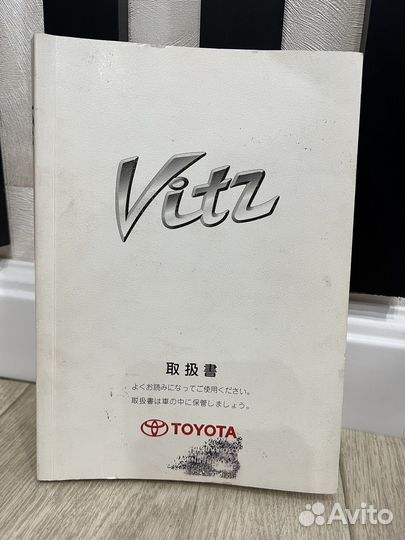 Vitz
取扱書
よくお読みになってご使用ください。
取扱書は車の中に保管しましょう。
TOYOTA
Avito